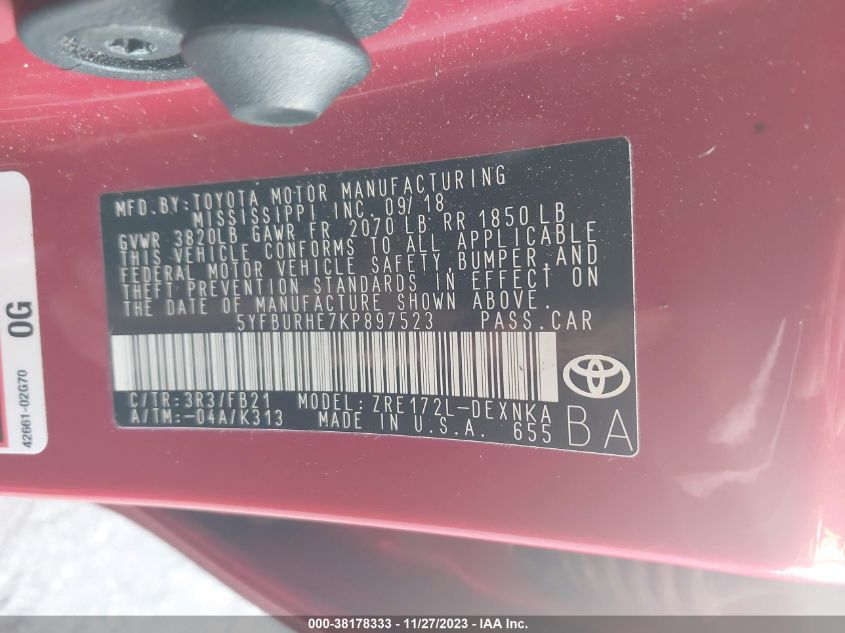 MFD. BY: TOYOTA MOTOR MANUFACTURING
MISSISSIPPI INC. 09/18
GVWR 3820LB GAWR FR 2070 LB RR 1850 LB
THIS VEHICLE CONFORMS TO ALL APPLICABLE
FEDERAL MOTOR VEHICLE SAFETY, BUMPER, AND
THEFT PREVENTION STANDARDS IN EFFECT ON
THE DATE OF MANUFACTURE SHOWN ABOVE.
5YFBURHE7KP897523 PASS. CAR
C/TR: 3R3/FB21 MODEL: ZRE172L-DEXNKA
A/TM:-04A/K313 MADE IN U.S.A. 655 BA
0G
42661-02G70
000-38178333 - 11/27/2023 - © IAA Inc.